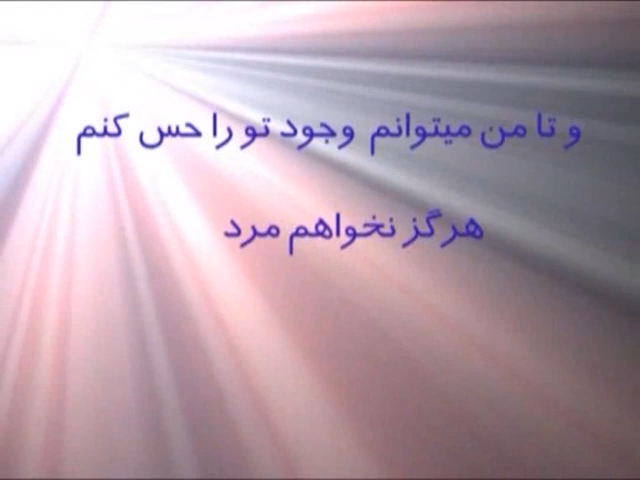 و تا من میتوانم وجود تو را حس کنم
هرگز نخواهم مرد